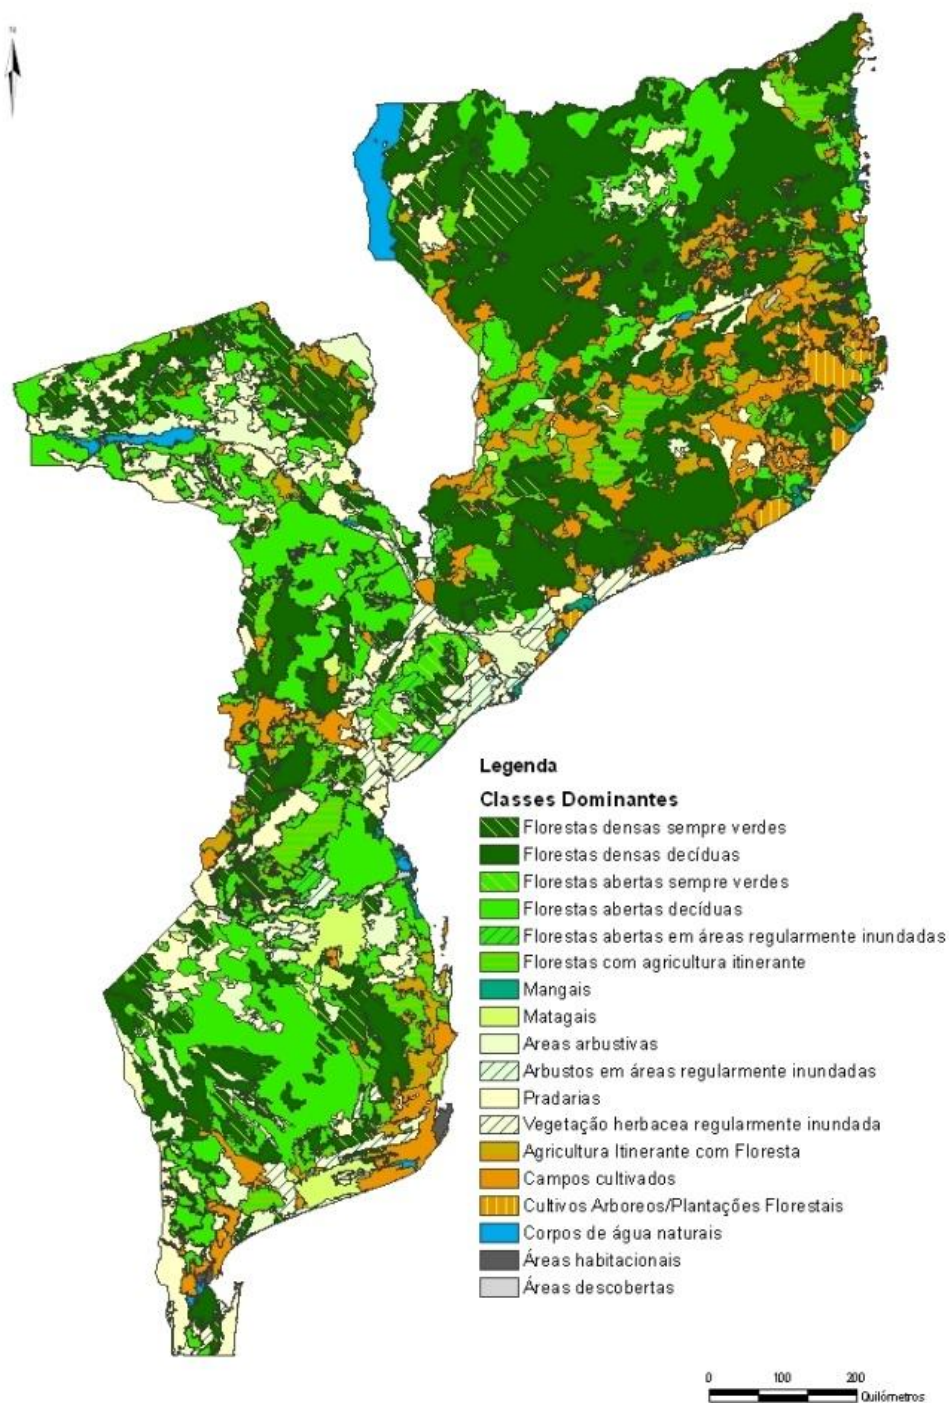 N
Legenda
Classes Dominantes
Florestas densas sempre verdes
Florestas densas decíduas
Florestas abertas sempre verdes
Florestas abertas decíduas
Florestas abertas em áreas regularmente inundadas
Florestas com agricultura itinerante
Mangais
Matagais
Areas arbustivas
Arbustos em áreas regularmente inundadas
Pradarias
Vegetação herbacea regularmente inundada
Agricultura Itinerante com Floresta
Campos cultivados
Cultivos Arboreos/Plantações Florestais
Corpos de água naturais
Áreas habitacionais
Áreas descobertas
0 100 200
Quilómetros